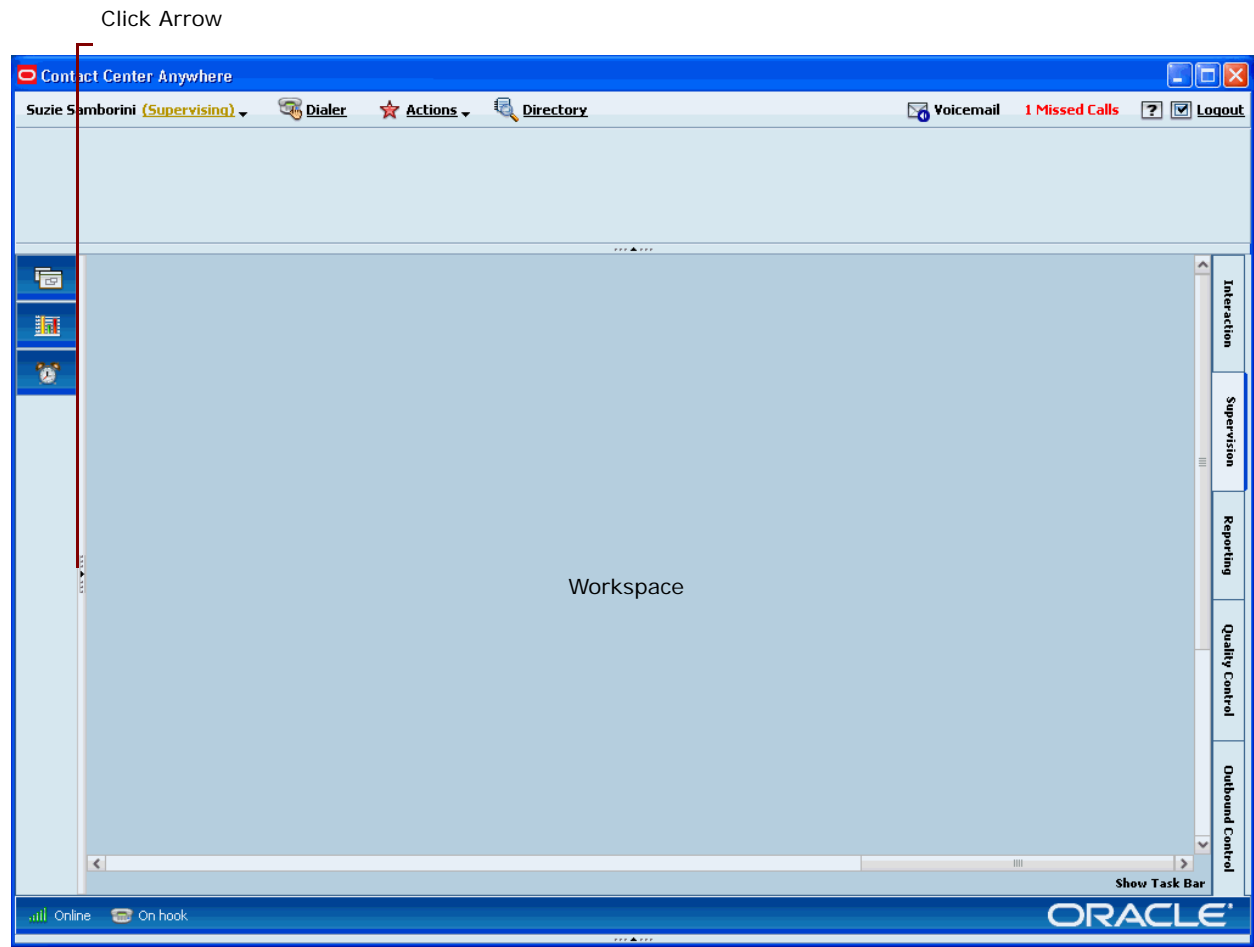 Click Arrow
Contact Center Anywhere
Suzie Samborini (Supervising) Dialer Actions Directory Voicemail 1 Missed Calls ? Logout
Interaction
Supervision
Reporting
Quality Control
Outbound Control
Workspace
Show Task Bar
Online On hook ORACLE